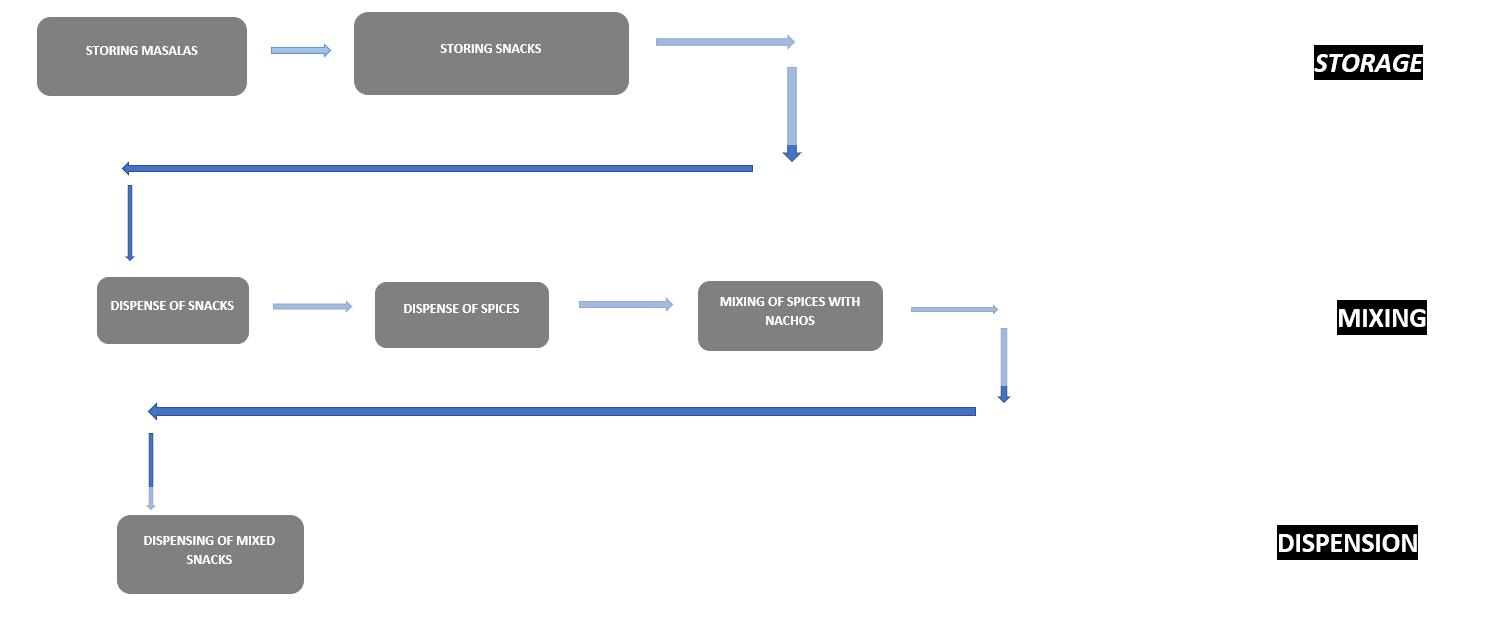 STORING MASALAS
STORING SNACKS
STORAGE
DISPENSE OF SNACKS
DISPENSE OF SPICES
MIXING OF SPICES WITH
NACHOS
MIXING
DISPENSING OF MIXED
SNACKS
DISPENSION